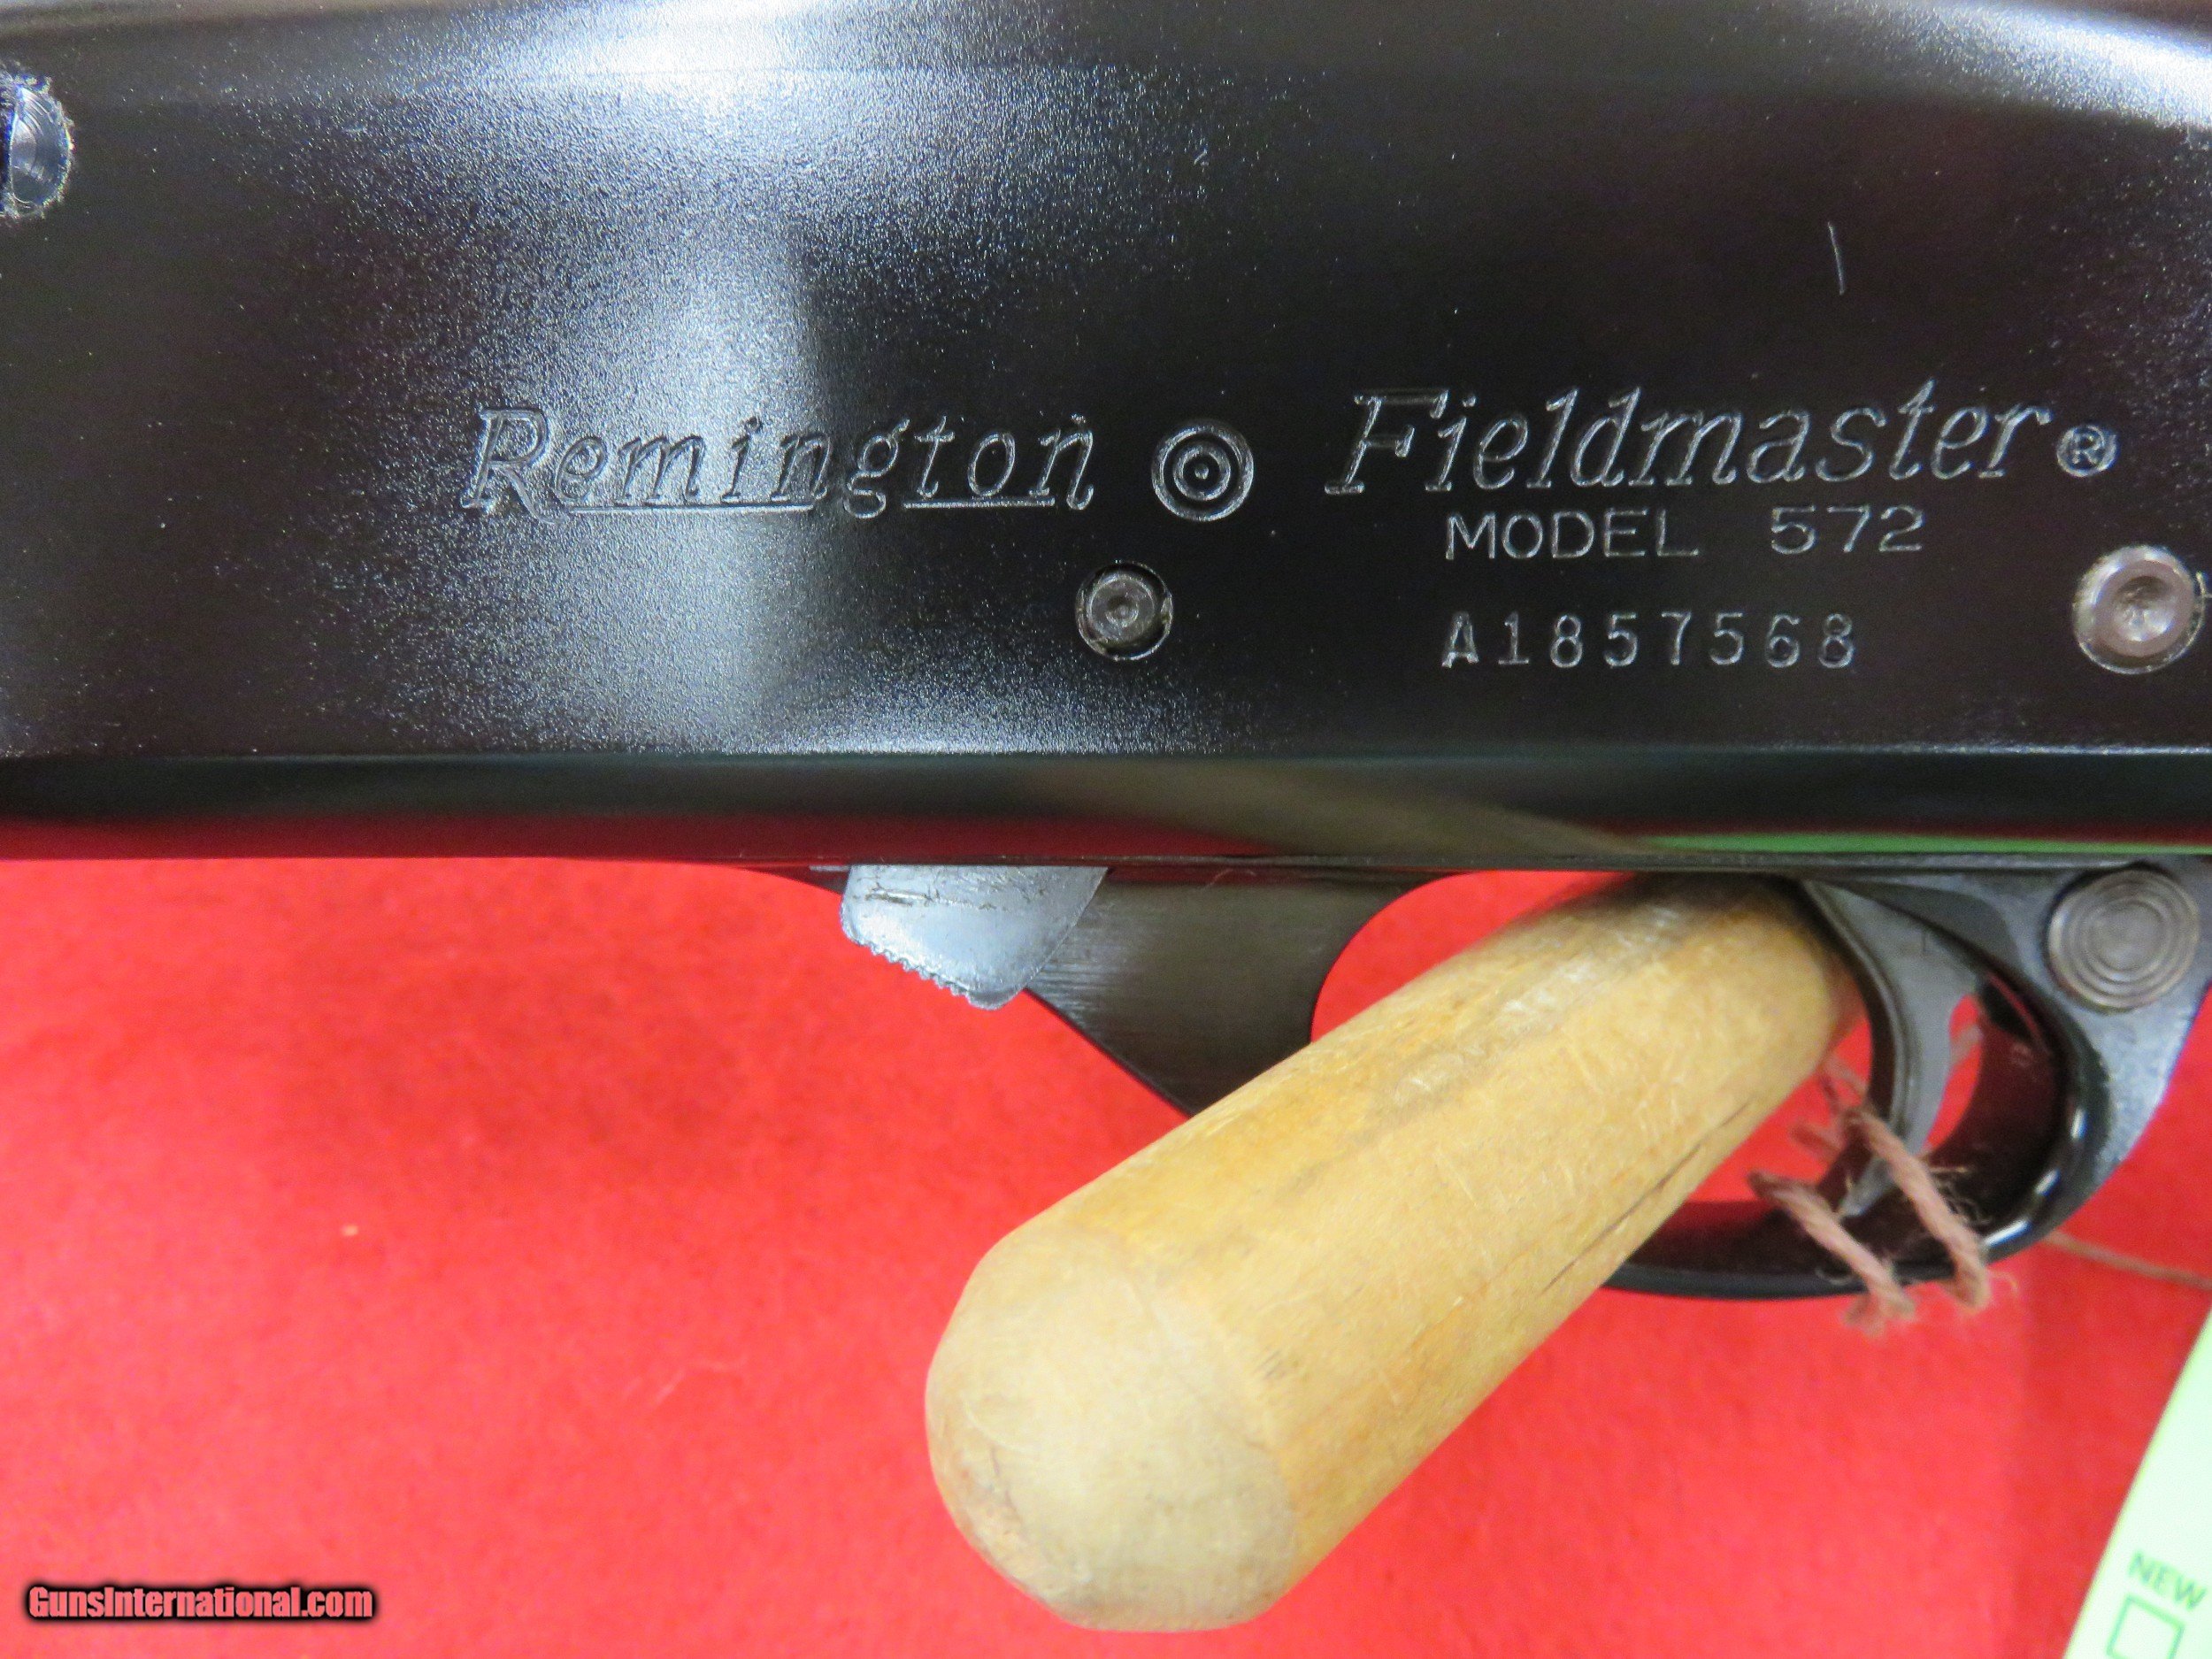 Remington Fieldmaster®
MODEL 572
A1857568
NEW
GunsInternational.com